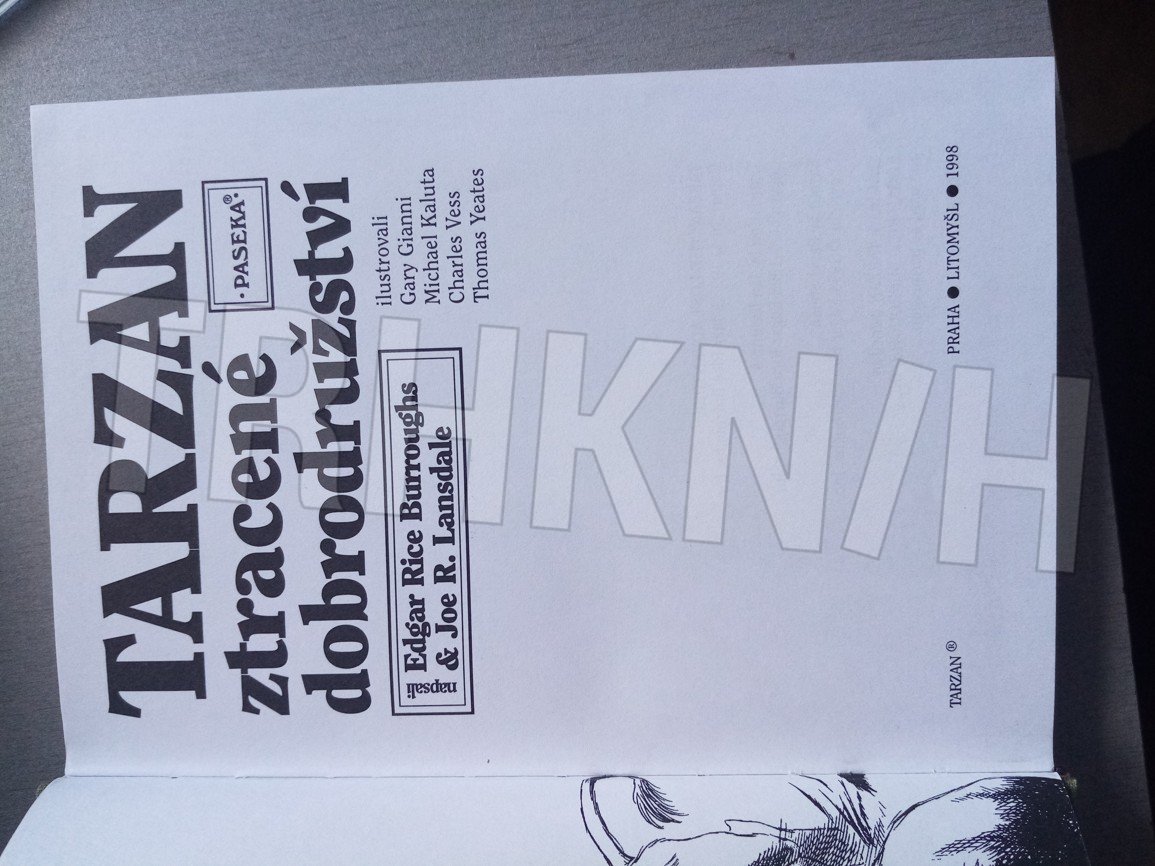 TARZAN
ztracené
·PASEKA®·
dobrodružství
napsali
Edgar Rice Burroughs
& Joe R. Lansdale
ilustrovali
Gary Gianni
Michael Kaluta
Charles Vess
Thomas Yeates
TARZAN ®
PRAHA ● LITOMYŠL ● 1998
TRHKN/H